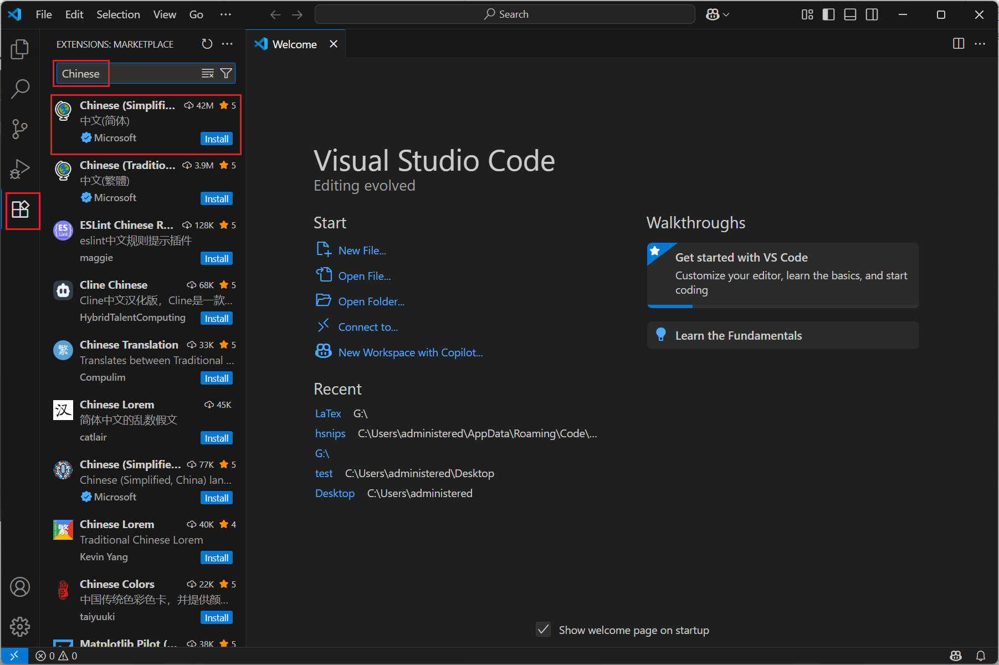 File Edit Selection View Go ···
Search
EXTENSIONS: MARKETPLACE
Welcome
Chinese
Chinese (Simplifi... 42M 5
中文(简体)
Microsoft Install
Chinese (Traditio... 3.9M 5
中文(繁體)
Microsoft Install
ESLint Chinese R... 128K 5
eslint中文规则提示插件
maggie Install
Cline Chinese 68K 5
Cline中文汉化版，Cline是一款...
HybridTalentComputing Install
Chinese Translation 33K 5
Translates between Traditional ...
Compulim Install
Chinese Lorem 45K
简体中文的乱数假文
catlair Install
Chinese (Simplifie... 77K 5
Chinese (Simplified, China) lan...
Microsoft Install
Chinese Lorem 40K 4
Traditional Chinese Lorem
Kevin Yang Install
Chinese Colors 22K 5
中国传统色彩色卡，并提供颜...
taiyuuki Install
Matplotlib Pilot (... 38K 5
{ES}
Lint
繁
汉
繁
Visual Studio Code
Editing evolved
Start
New File...
Open File...
Open Folder...
Connect to...
New Workspace with Copilot...
Recent
LaTex G:\
hsnips C:\Users\administered\AppData\Roaming\Code\...
G:\
test C:\Users\administered\Desktop
Desktop C:\Users\administered
Walkthroughs
Get started with VS Code
Customize your editor, learn the basics, and start
coding
Learn the Fundamentals
Show welcome page on startup
0 0